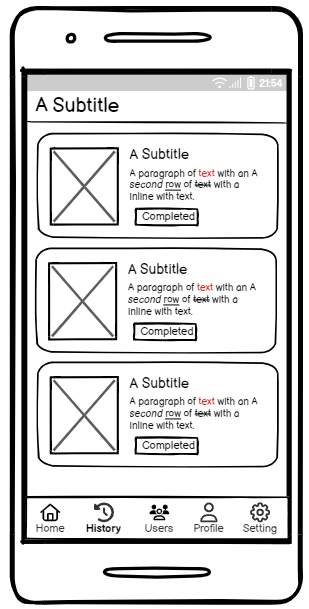 21:54
A Subtitle
A Subtitle
A paragraph of text with an A
second row of text with a
inline with text.
Completed
A Subtitle
A paragraph of text with an A
second row of text with a
inline with text.
Completed
A Subtitle
A paragraph of text with an A
second row of text with a
inline with text.
Completed
Home History Users Profile Setting